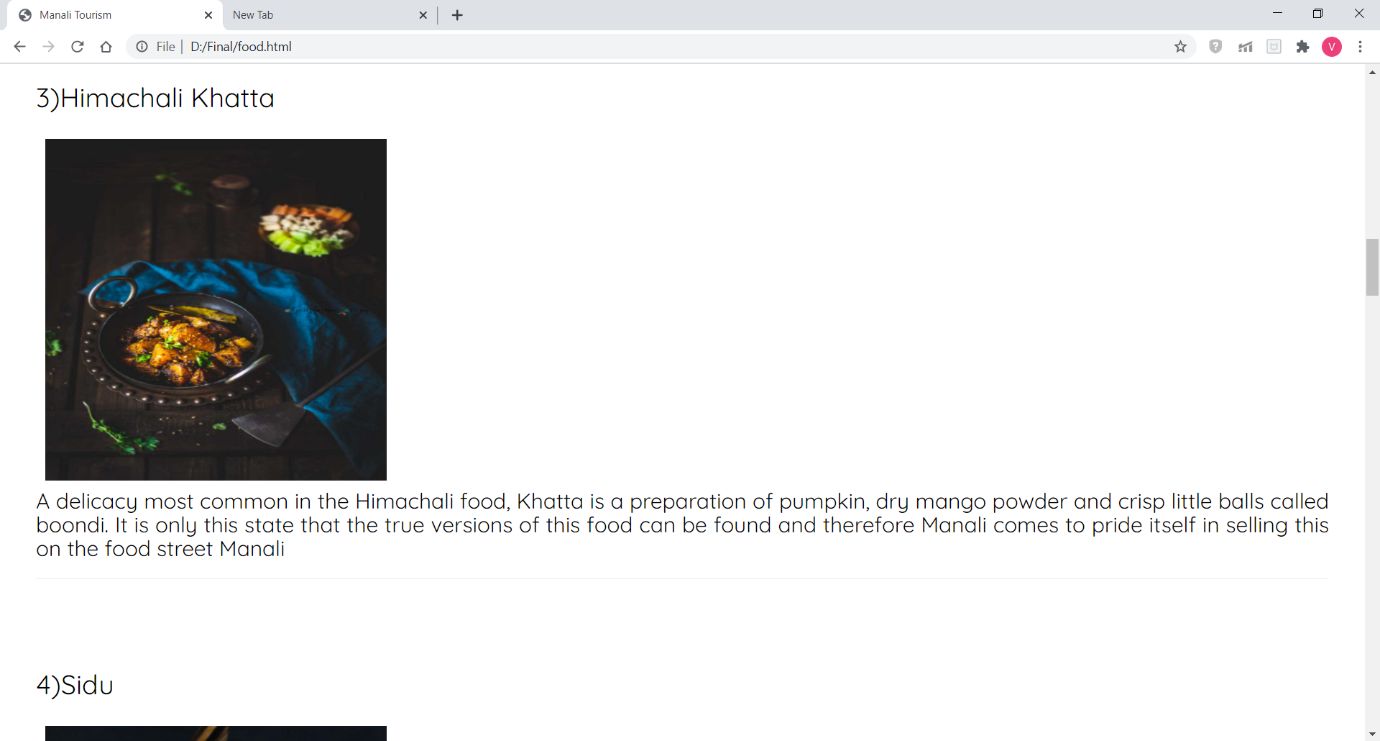 Manali Tourism
New Tab
File | D:/Final/food.html
V
3)Himachali Khatta
A delicacy most common in the Himachali food, Khatta is a preparation of pumpkin, dry mango powder and crisp little balls called
boondi. It is only this state that the true versions of this food can be found and therefore Manali comes to pride itself in selling this
on the food street Manali
4)Sidu